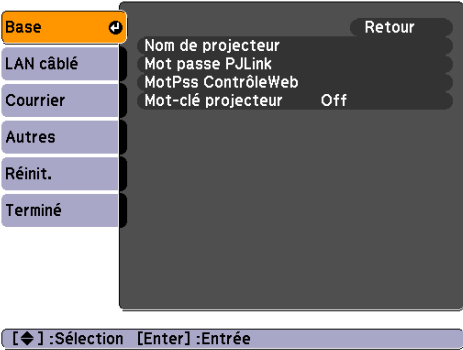 Base
LAN câblé
Courrier
Autres
Réinit.
Terminé
Retour
Nom de projecteur
Mot passe PJLink
MotPss ContrôleWeb
Mot-clé projecteur Off
[◆] :Sélection [Enter] :Entrée